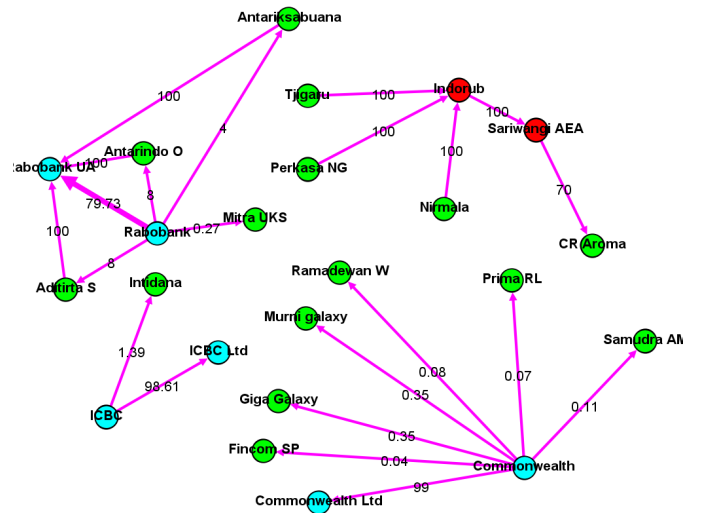 Antariksabuana
100
4
Tjigaru
100
Indorub
100
Sariwangi AEA
100
Perkasa NG
100
Nirmala
70
CR Aroma
Antarindo O
100
abobank UA
79.73
8
Mitra UKS
0.27
Rabobank
100
8
Aditirta S
Intidana
1.39
ICBC Ltd
98.61
ICBC
Ramadewan W
Prima RL
Murni galaxy
Samudra AM
0.08
0.07
0.35
Giga Galaxy
0.11
0.35
Fincom SP
0.04
Commonwealth
99
Commonwealth Ltd